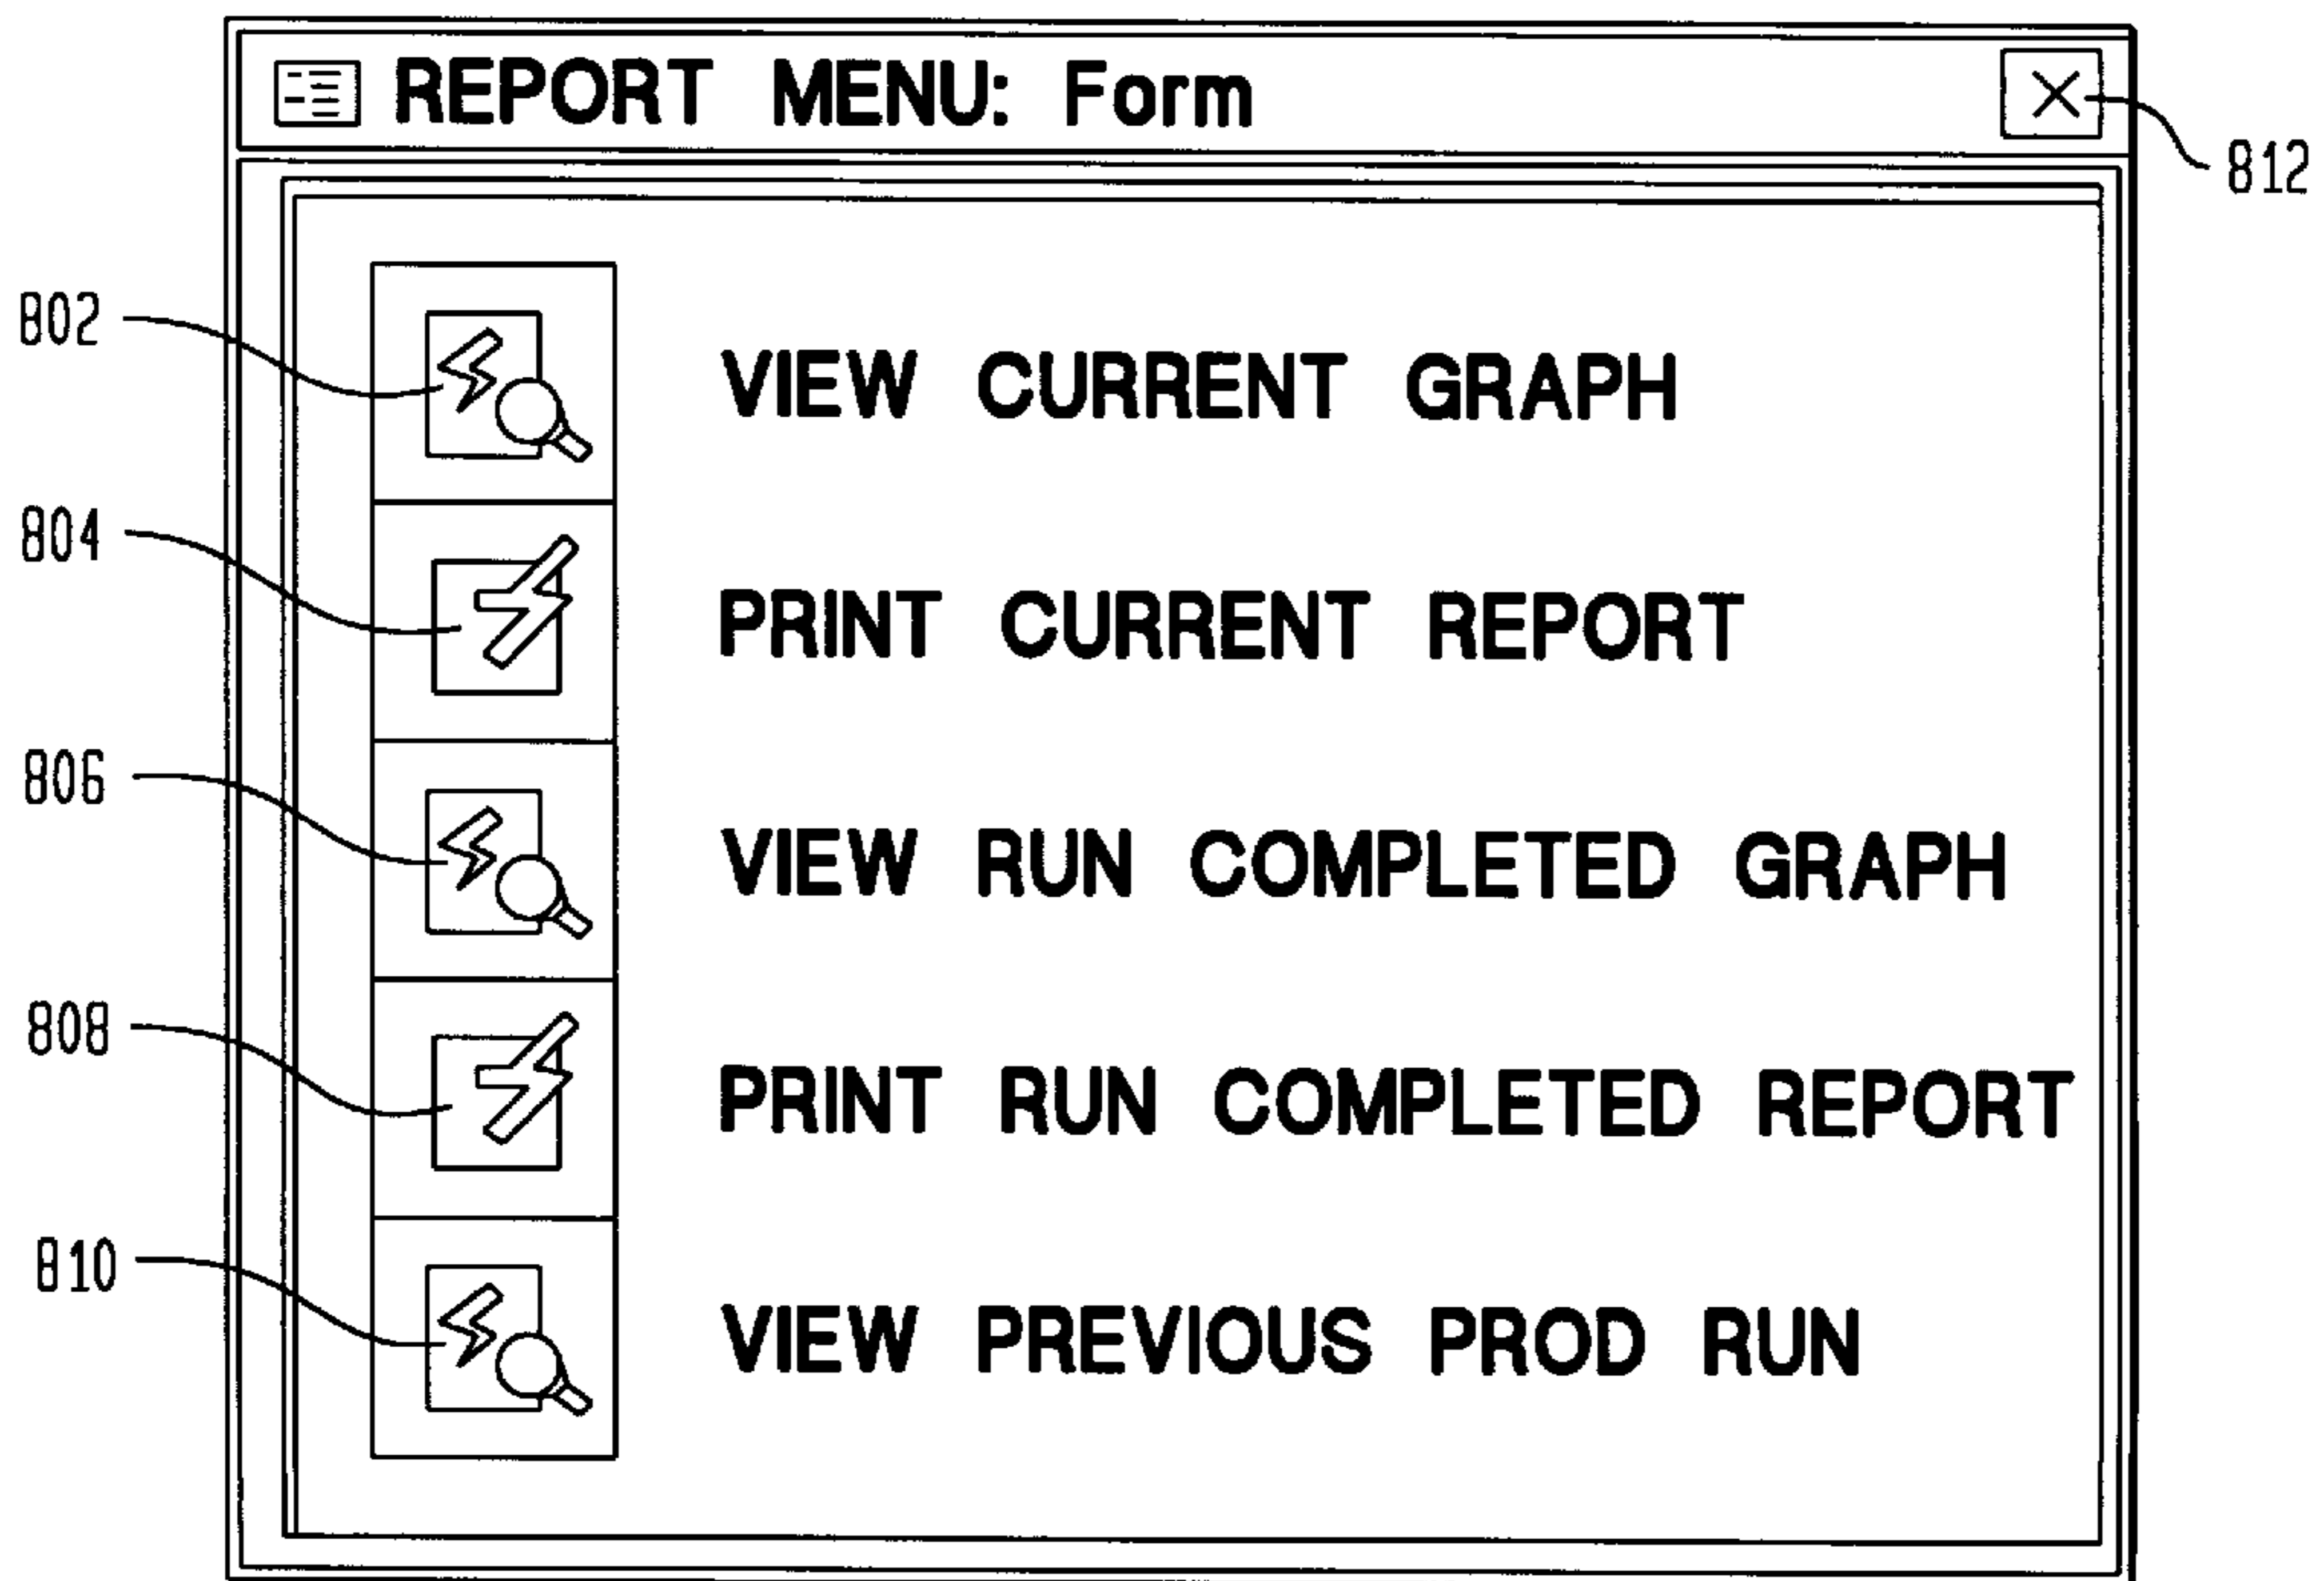 REPORT MENU: Form
812
802
VIEW CURRENT GRAPH
804
PRINT CURRENT REPORT
806
VIEW RUN COMPLETED GRAPH
808
PRINT RUN COMPLETED REPORT
810
VIEW PREVIOUS PROD RUN